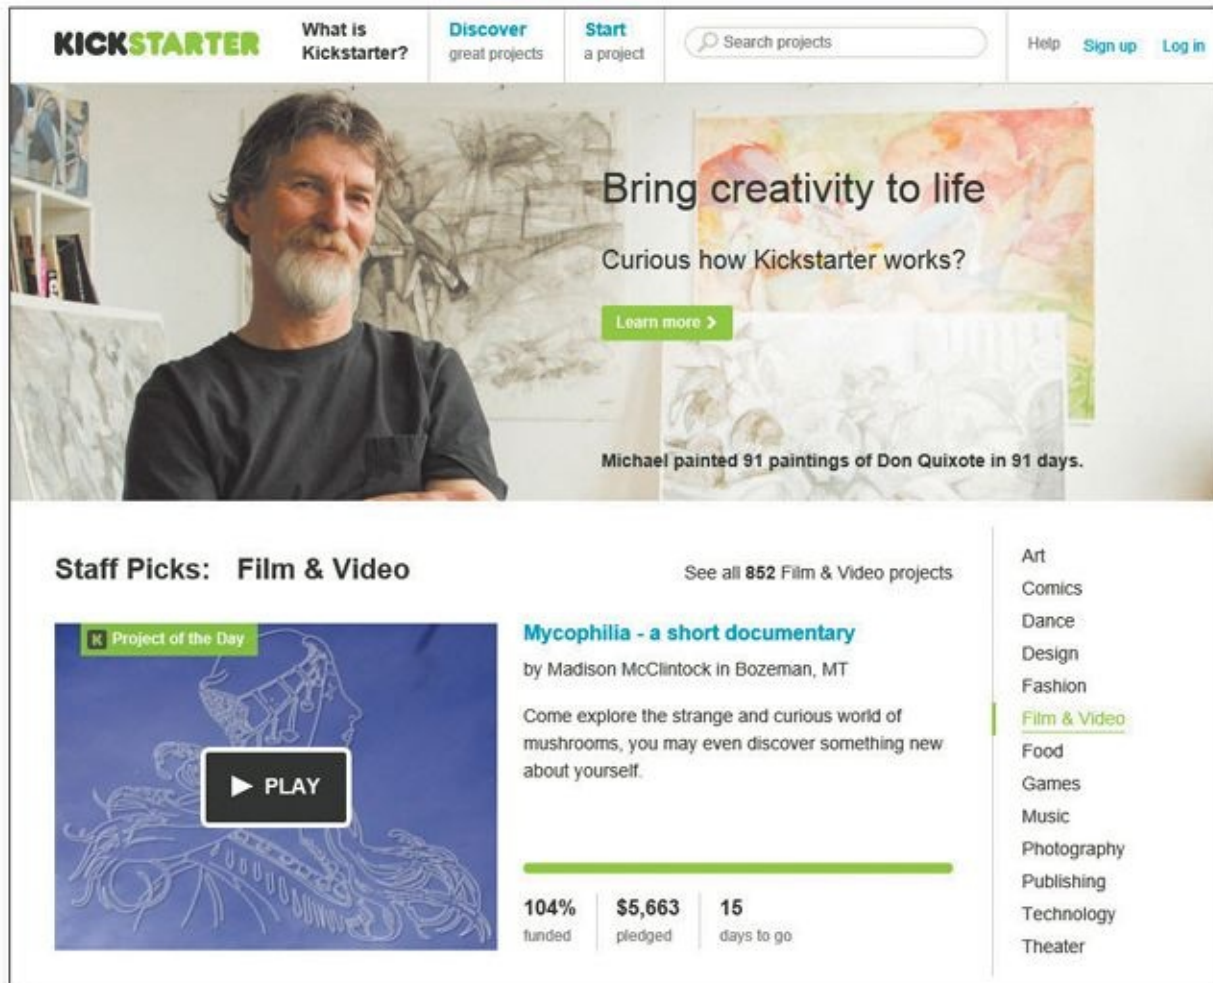 KICKSTARTER
What is
Kickstarter?
Discover
great projects
Start
a project
Search projects
Help
Sign up
Log in
Bring creativity to life
Curious how Kickstarter works?
Learn more
Michael painted 91 paintings of Don Quixote in 91 days.
Staff Picks: Film & Video
See all 852 Film & Video projects
K Project of the Day
PLAY
Mycophilia - a short documentary
by Madison McClintock in Bozeman, MT
Come explore the strange and curious world of
mushrooms, you may even discover something new
about yourself.
104%
funded
$5,663
pledged
15
days to go
Art
Comics
Dance
Design
Fashion
Film & Video
Food
Games
Music
Photography
Publishing
Technology
Theater